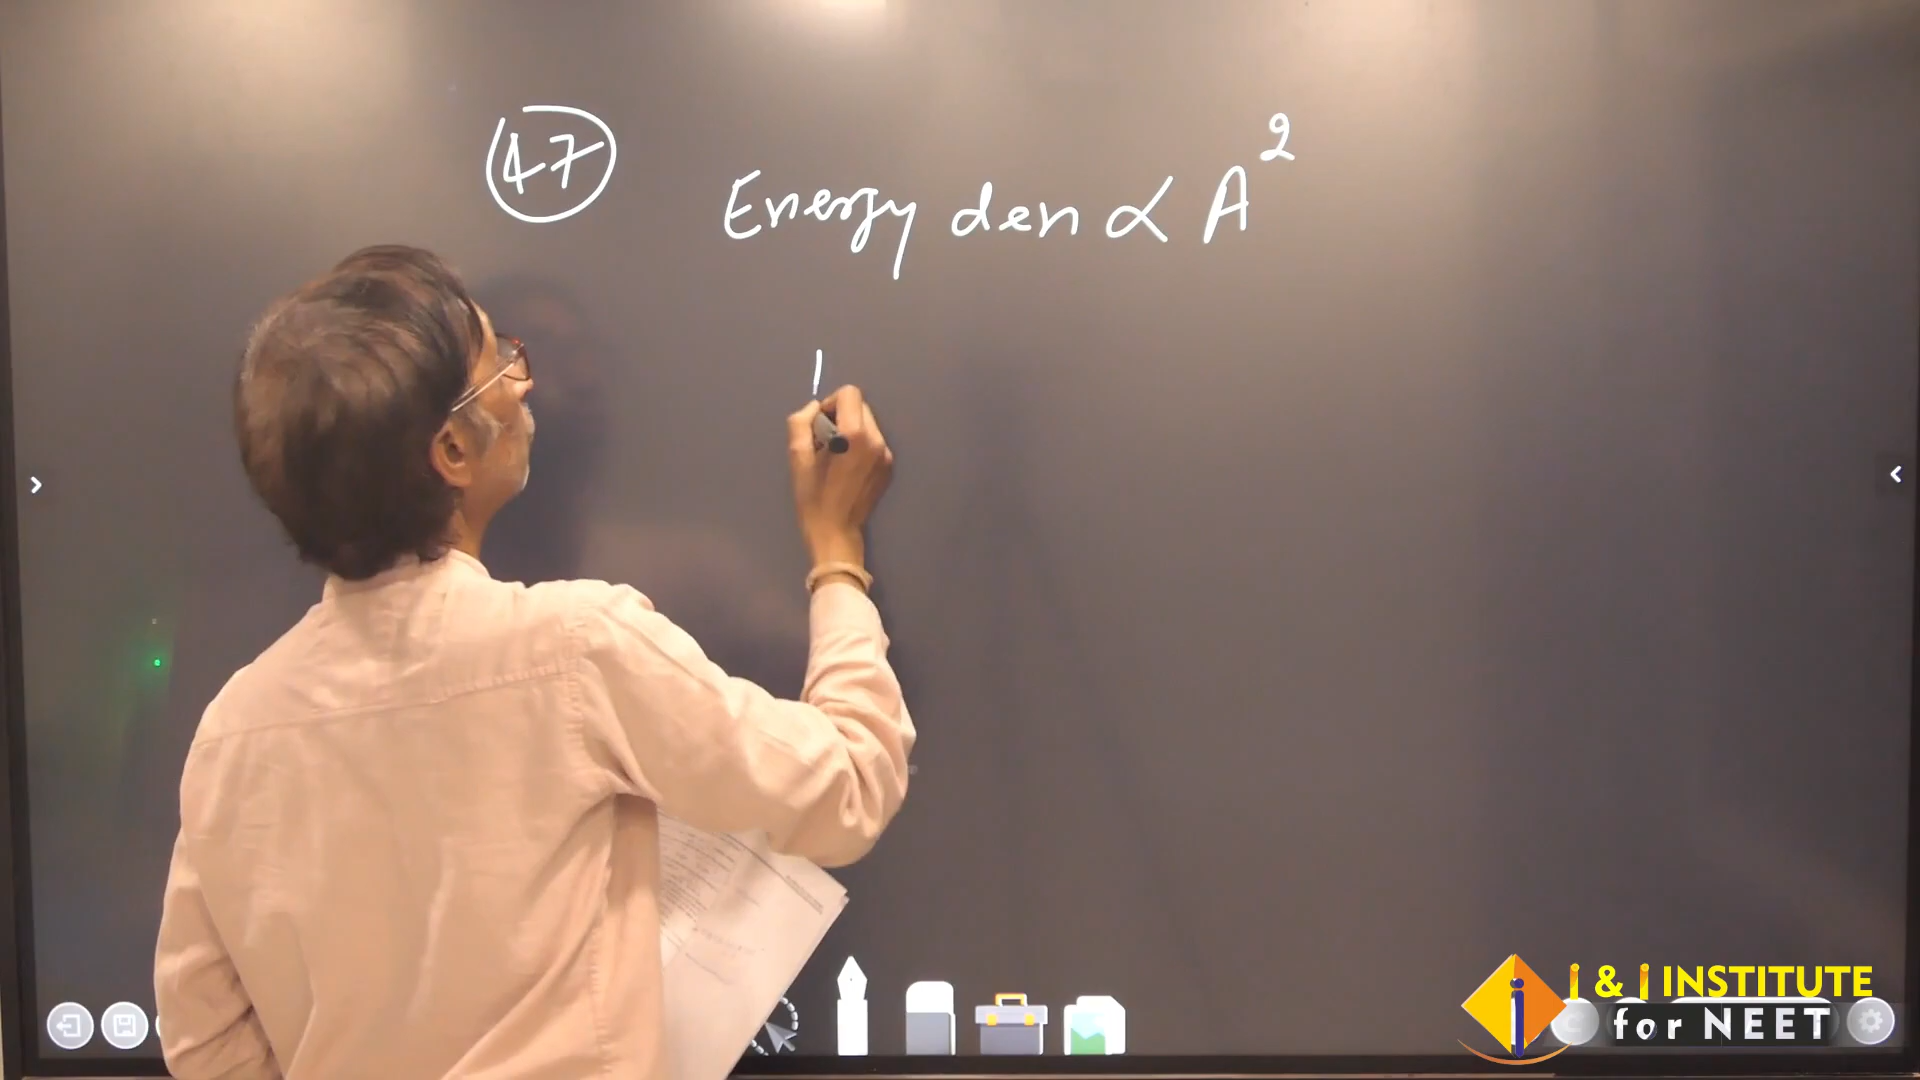 47
Energy den ∝ A²
i & j INSTITUTE
for NEET